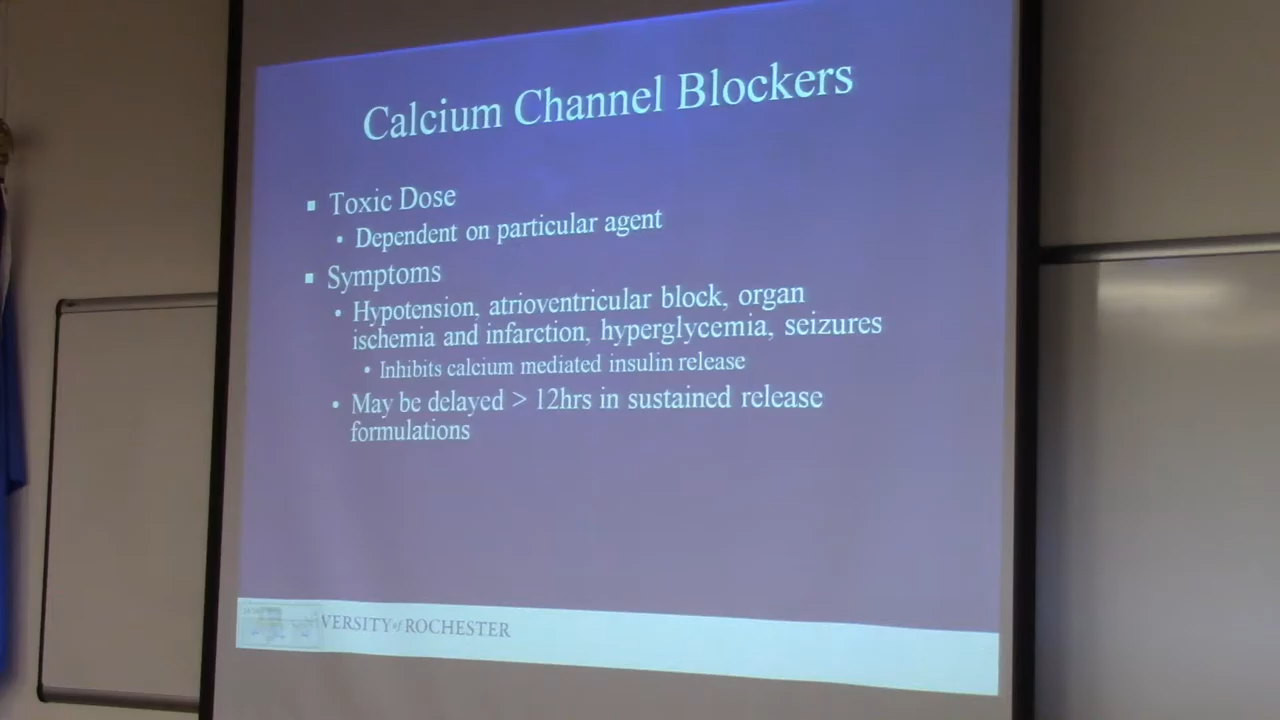 Calcium Channel Blockers
▪ Toxic Dose
• Dependent on particular agent
▪ Symptoms
• Hypotension, atrioventricular block, organ
ischemia and infarction, hyperglycemia, seizures
• Inhibits calcium mediated insulin release
• May be delayed > 12hrs in sustained release
formulations
VERSITY of ROCHESTER